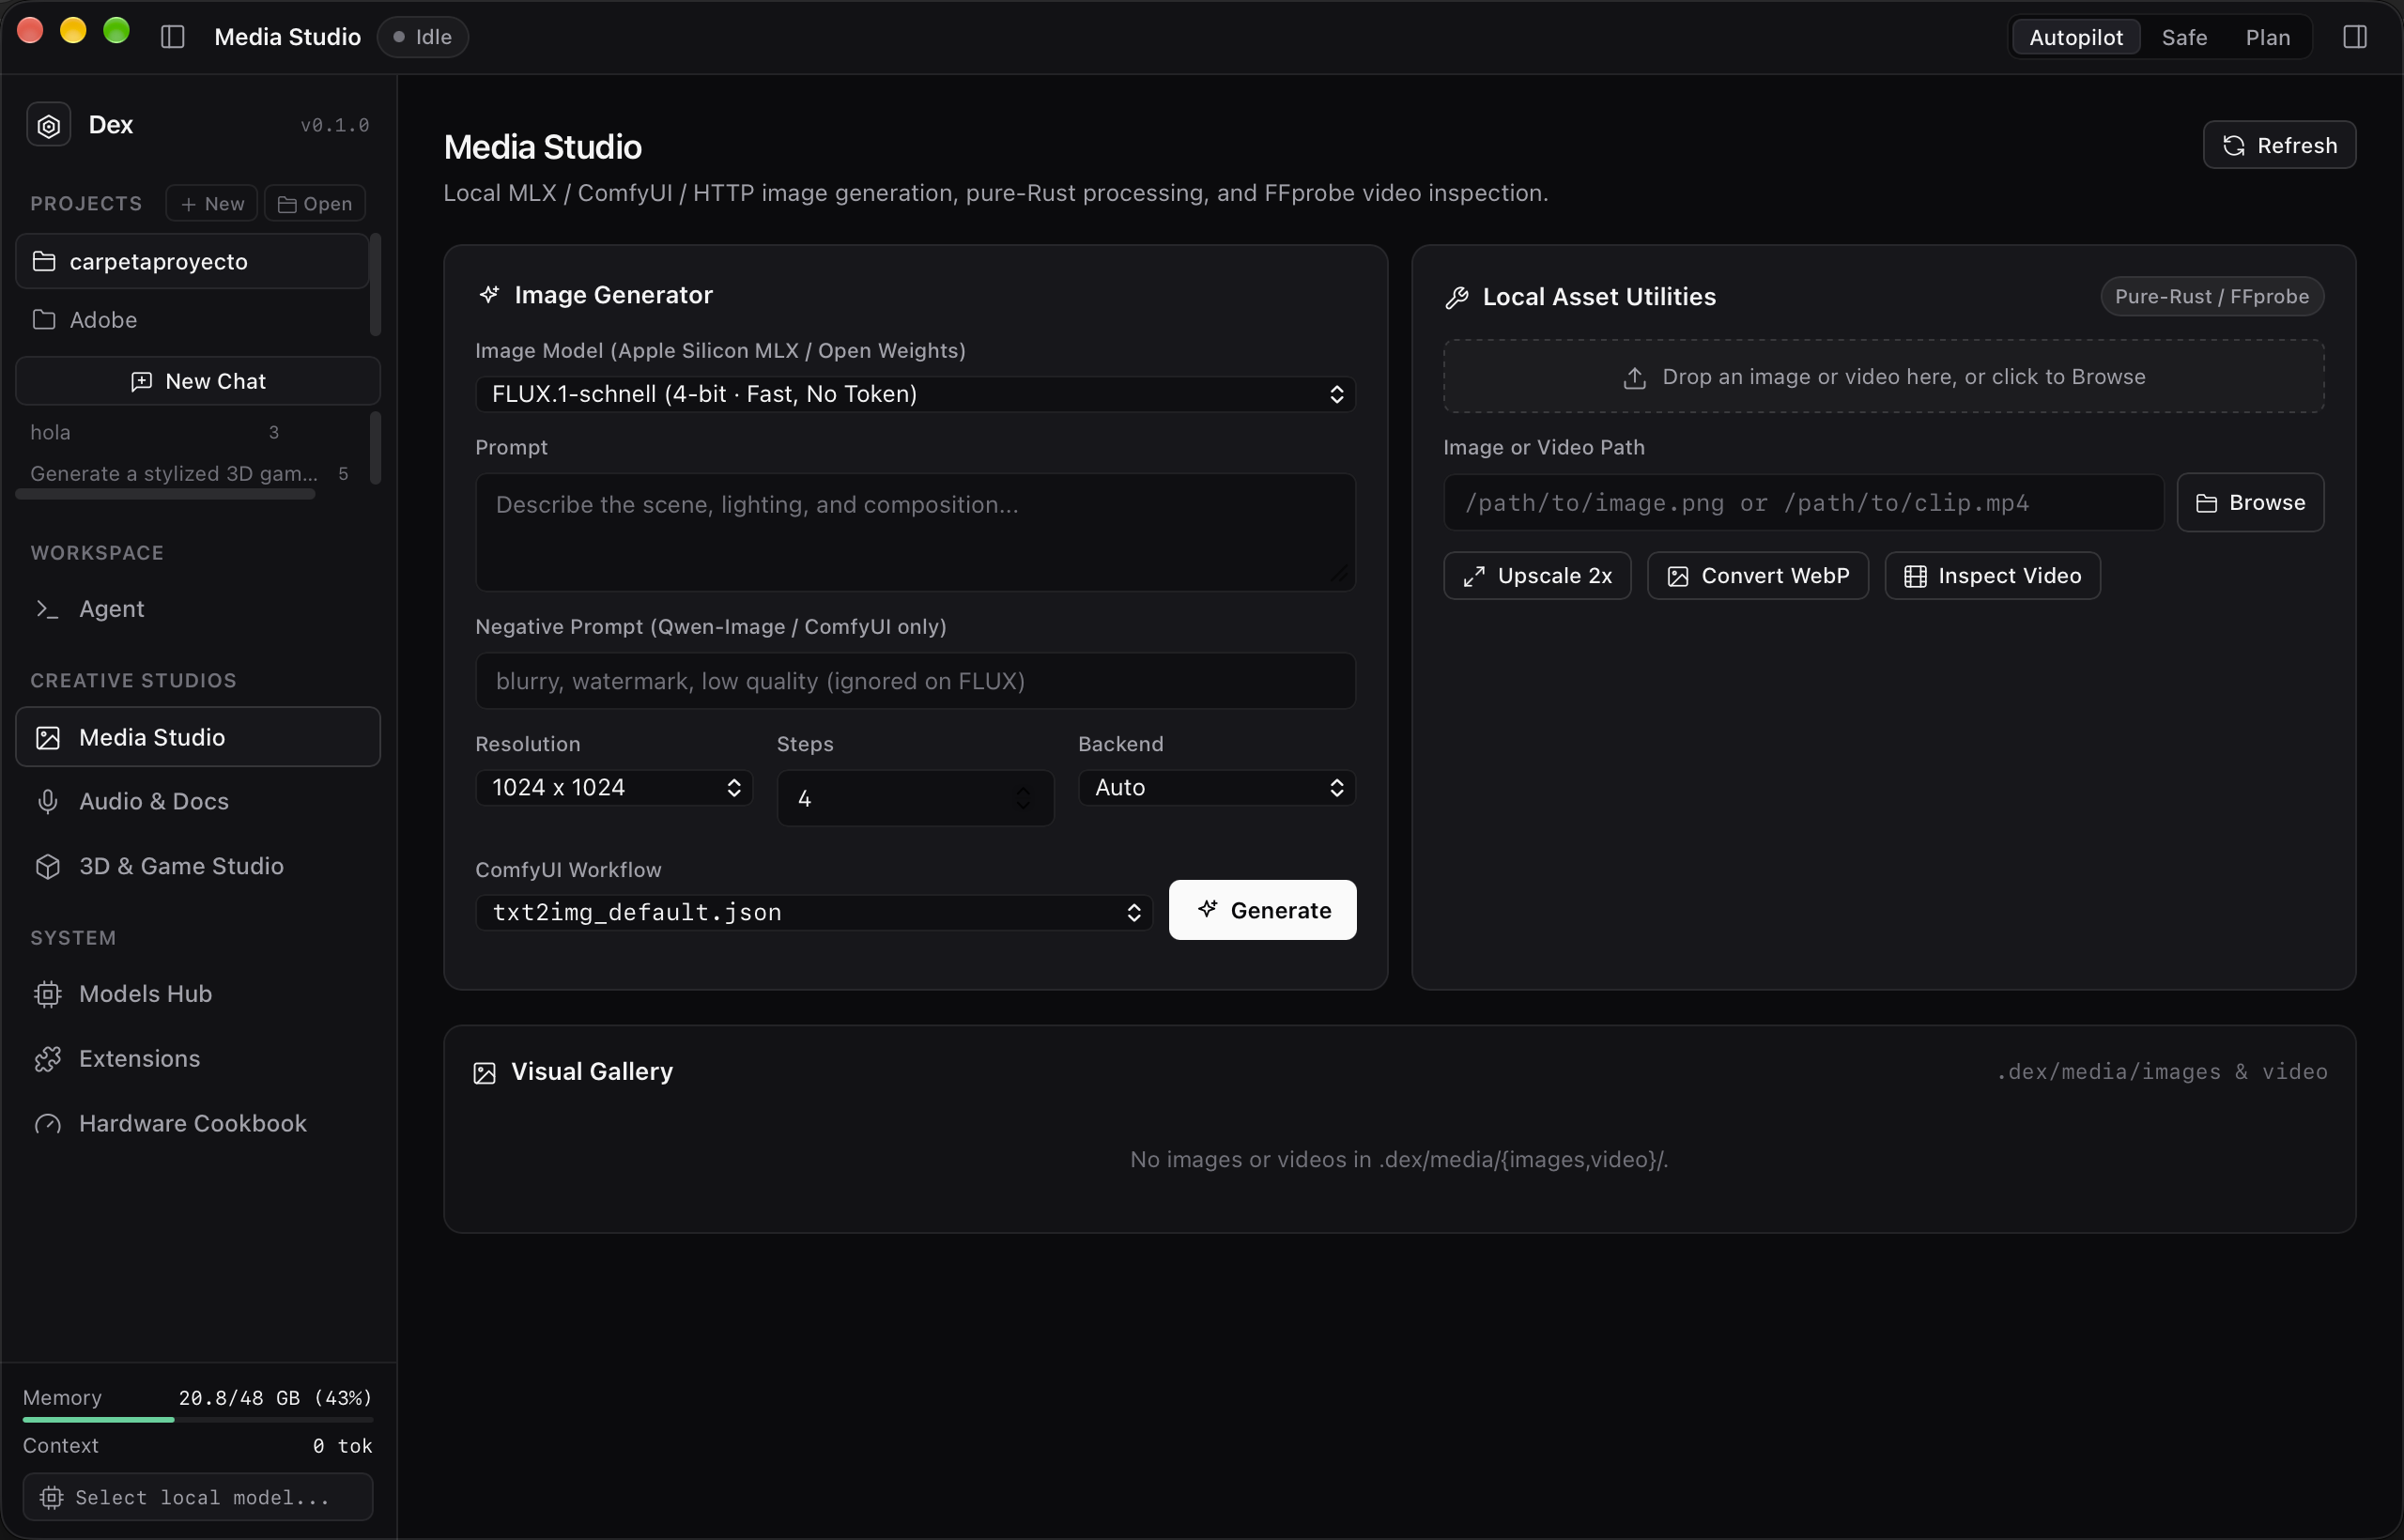 Media Studio
Idle
Autopilot
Safe
Plan
Dex
v0.1.0
PROJECTS
New
Open
carpetaproyecto
Adobe
New Chat
hola 3
Generate a stylized 3D gam... 5
WORKSPACE
Agent
CREATIVE STUDIOS
Media Studio
Audio & Docs
3D & Game Studio
SYSTEM
Models Hub
Extensions
Hardware Cookbook
Memory 20.8/48 GB (43%)
Context 0 tok
Select local model...
Media Studio
Refresh
Local MLX / ComfyUI / HTTP image generation, pure-Rust processing, and FFprobe video inspection.
Image Generator
Image Model (Apple Silicon MLX / Open Weights)
FLUX.1-schnell (4-bit · Fast, No Token)
Prompt
Describe the scene, lighting, and composition...
Negative Prompt (Qwen-Image / ComfyUI only)
blurry, watermark, low quality (ignored on FLUX)
Resolution Steps Backend
1024 x 1024 4 Auto
ComfyUI Workflow
txt2img_default.json
Generate
Local Asset Utilities
Pure-Rust / FFprobe
Drop an image or video here, or click to Browse
Image or Video Path
/path/to/image.png or /path/to/clip.mp4
Browse
Upscale 2x
Convert WebP
Inspect Video
Visual Gallery
.dex/media/images & video
No images or videos in .dex/media/{images,video}/.